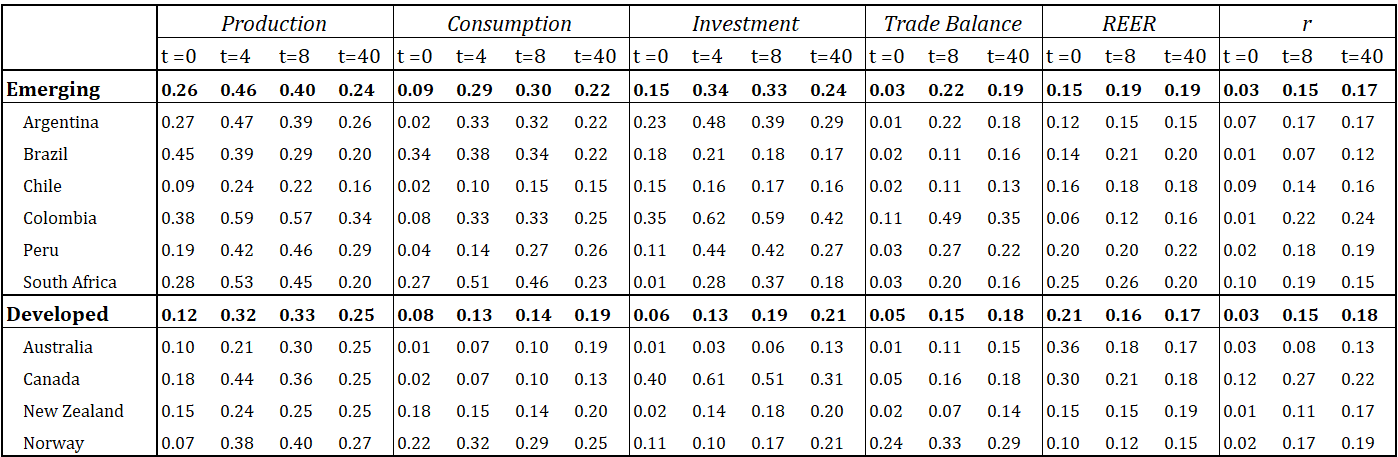 Production Consumption Investment Trade Balance REER r
t =0 t=4 t=8 t=40 t =0 t=4 t=8 t=40 t=0 t=4 t=8 t=40 t=0 t=8 t=40 t=0 t=8 t=40 t=0 t=8 t=40
Emerging 0.26 0.46 0.40 0.24 0.09 0.29 0.30 0.22 0.15 0.34 0.33 0.24 0.03 0.22 0.19 0.15 0.19 0.19 0.03 0.15 0.17
Argentina 0.27 0.47 0.39 0.26 0.02 0.33 0.32 0.22 0.23 0.48 0.39 0.29 0.01 0.22 0.18 0.12 0.15 0.15 0.07 0.17 0.17
Brazil 0.45 0.39 0.29 0.20 0.34 0.38 0.34 0.22 0.18 0.21 0.18 0.17 0.02 0.11 0.16 0.14 0.21 0.20 0.01 0.07 0.12
Chile 0.09 0.24 0.22 0.16 0.02 0.10 0.15 0.15 0.15 0.16 0.17 0.16 0.02 0.11 0.13 0.16 0.18 0.18 0.09 0.14 0.16
Colombia 0.38 0.59 0.57 0.34 0.08 0.33 0.33 0.25 0.35 0.62 0.59 0.42 0.11 0.49 0.35 0.06 0.12 0.16 0.01 0.22 0.24
Peru 0.19 0.42 0.46 0.29 0.04 0.14 0.27 0.26 0.11 0.44 0.42 0.27 0.03 0.27 0.22 0.20 0.20 0.22 0.02 0.18 0.19
South Africa 0.28 0.53 0.45 0.20 0.27 0.51 0.46 0.23 0.01 0.28 0.37 0.18 0.03 0.20 0.16 0.25 0.26 0.20 0.10 0.19 0.15
Developed 0.12 0.32 0.33 0.25 0.08 0.13 0.14 0.19 0.06 0.13 0.19 0.21 0.05 0.15 0.18 0.21 0.16 0.17 0.03 0.15 0.18
Australia 0.10 0.21 0.30 0.25 0.01 0.07 0.10 0.19 0.01 0.03 0.06 0.13 0.01 0.11 0.15 0.36 0.18 0.17 0.03 0.08 0.13
Canada 0.18 0.44 0.36 0.25 0.02 0.07 0.10 0.13 0.40 0.61 0.51 0.31 0.05 0.16 0.18 0.30 0.21 0.18 0.12 0.27 0.22
New Zealand 0.15 0.24 0.25 0.25 0.18 0.15 0.14 0.20 0.02 0.14 0.18 0.20 0.02 0.07 0.14 0.15 0.15 0.19 0.01 0.11 0.17
Norway 0.07 0.38 0.40 0.27 0.22 0.32 0.29 0.25 0.11 0.10 0.17 0.21 0.24 0.33 0.29 0.10 0.12 0.15 0.02 0.17 0.19